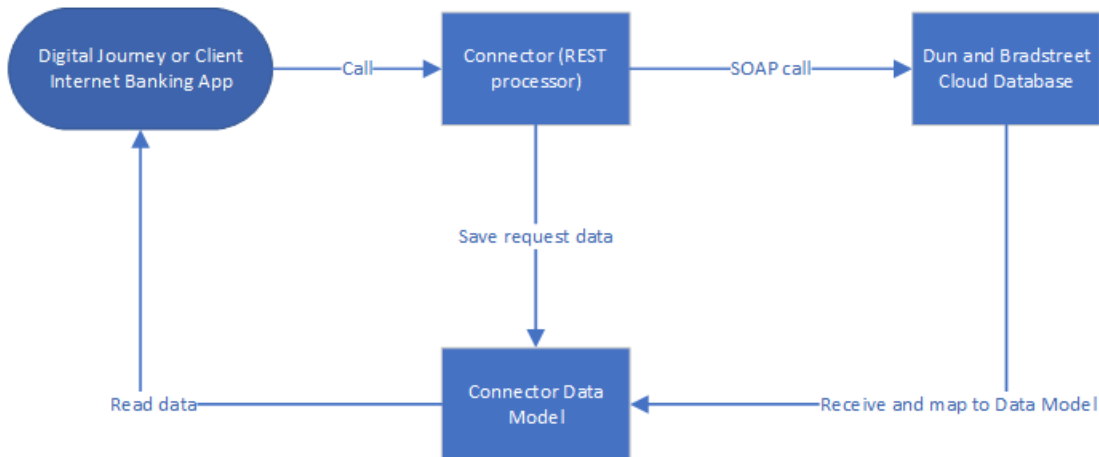 Digital Journey or Client
Internet Banking App
Call
Connector (REST
processor)
SOAP call
Dun and Bradstreet
Cloud Database
Save request data
Read data
Connector Data
Model
Receive and map to Data Model